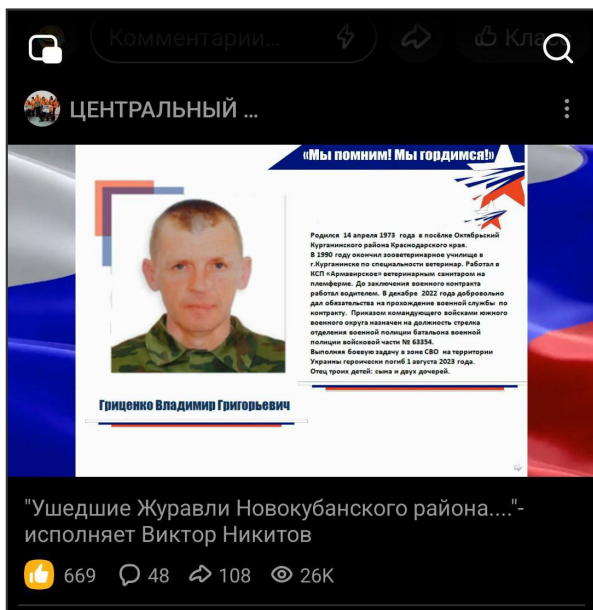 Комментарии...
Класс
ЦЕНТРАЛЬНЫЙ ...
«Мы помним! Мы гордимся!»
Родился 14 апреля 1973 года в посёлке Октябрьский
Курганинского района Краснодарского края.
В 1990 году окончил зооветеринарное училище в
г.Курганинске по специальности ветеринар. Работал в
КСП «Армавирское» ветеринарным санитаром на
племферме. До заключения военного контракта
работал водителем. В декабре 2022 года добровольно
дал обязательства на прохождение военной службы по
контракту. Приказом командующего войсками южного
военного округа назначен на должность стрелка
отделения военной полиции батальона военной
полиции войсковой части № 63354.
Выполняя боевую задачу в зоне СВО на территории
Украины героически погиб 1 августа 2023 года.
Отец троих детей: сына и двух дочерей.
Гриценко Владимир Григорьевич
"Ушедшие Журавли Новокубанского района...."-
исполняет Виктор Никитов
669 48 108 26K